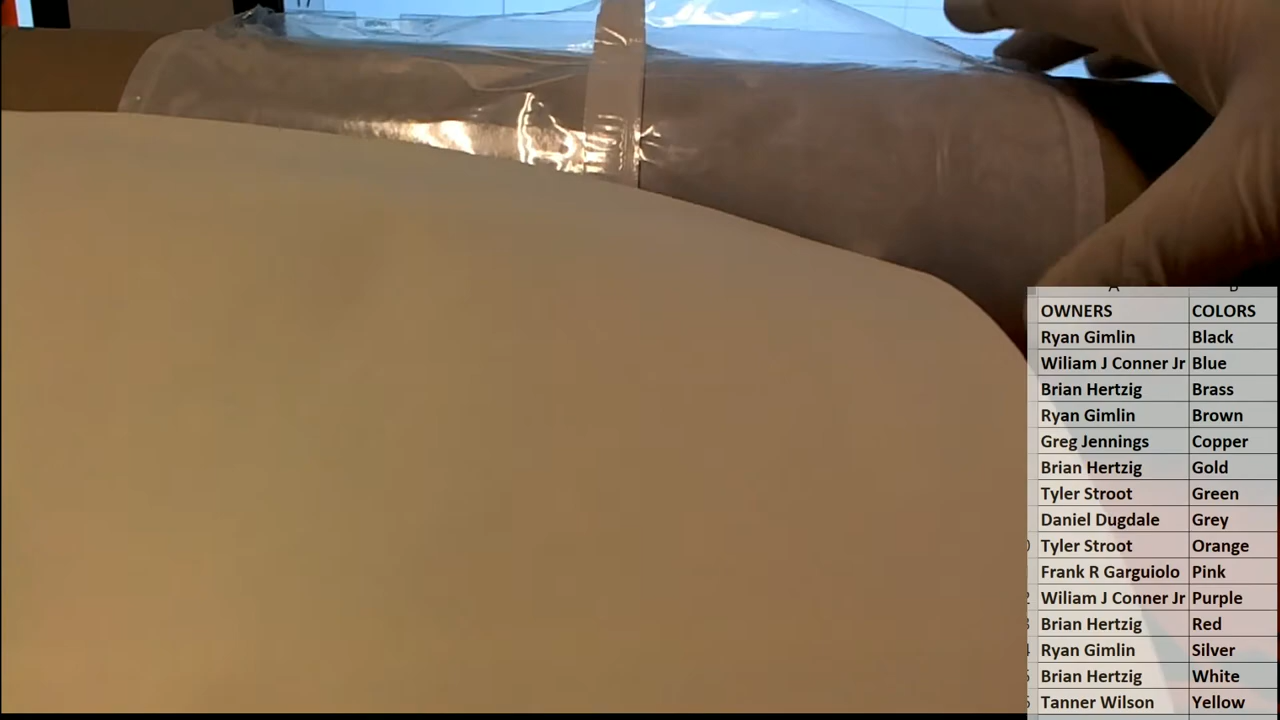 OWNERS COLORS
Ryan Gimlin Black
Wiliam J Conner Jr Blue
Brian Hertzig Brass
Ryan Gimlin Brown
Greg Jennings Copper
Brian Hertzig Gold
Tyler Stroot Green
Daniel Dugdale Grey
Tyler Stroot Orange
Frank R Garguiolo Pink
Wiliam J Conner Jr Purple
Brian Hertzig Red
Ryan Gimlin Silver
Brian Hertzig White
Tanner Wilson Yellow